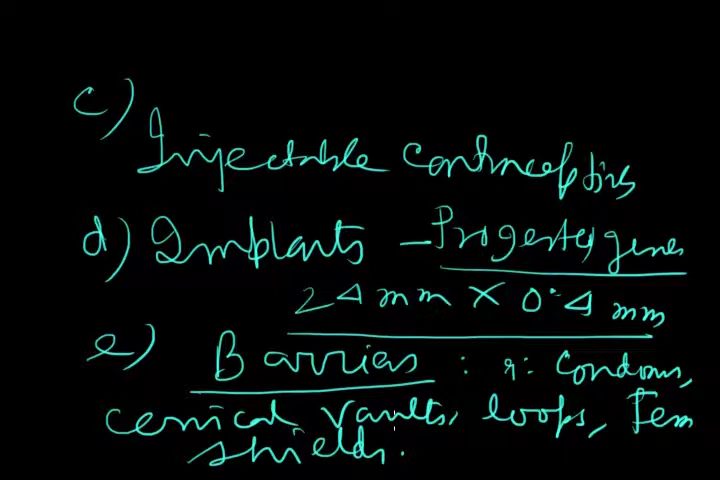 c)
Injectable contraceptives
d) Implants - Progestogenes
24 mm X 0.4 mm
e) Barriers : r: Condoms,
cervical vaults, loops, Fem
shields.